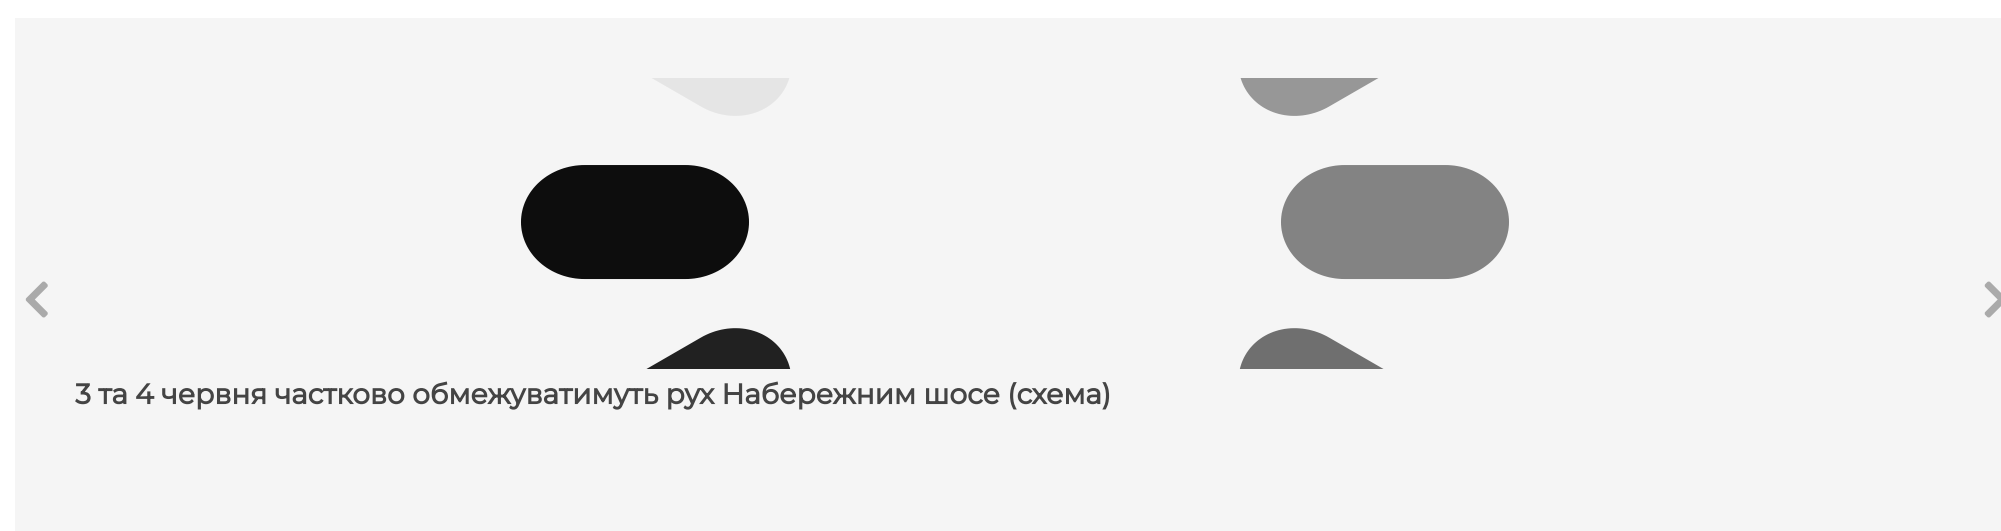 3 та 4 червня частково обмежуватимуть рух Набережним шосе (схема)